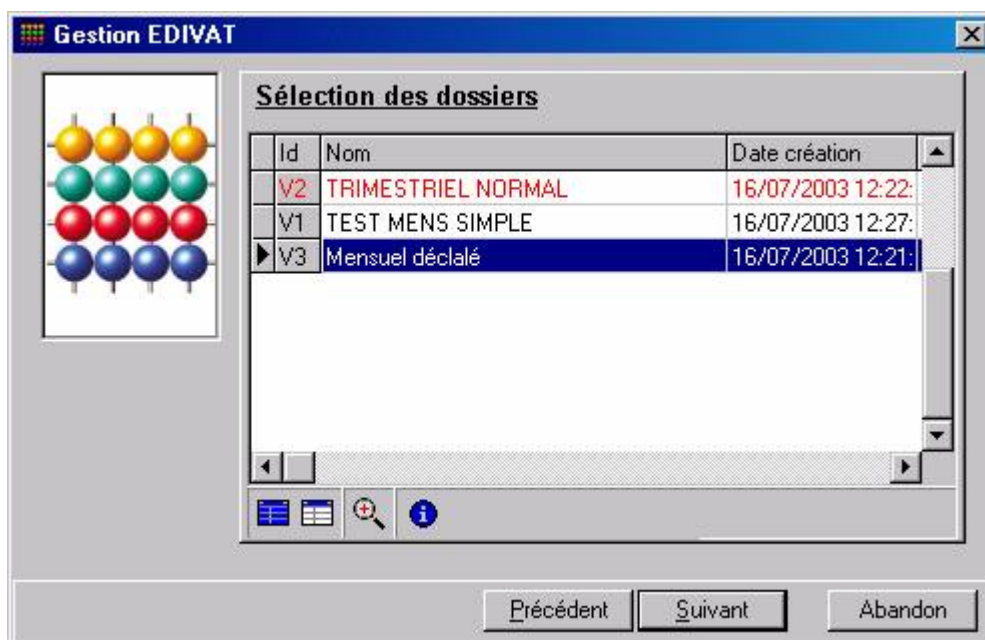 Gestion EDIVAT
Sélection des dossiers
Id Nom Date création
V2 TRIMESTRIEL NORMAL 16/07/2003 12:22:
V1 TEST MENS SIMPLE 16/07/2003 12:27:
V3 Mensuel déclalé 16/07/2003 12:21:
Précédent Suivant Abandon